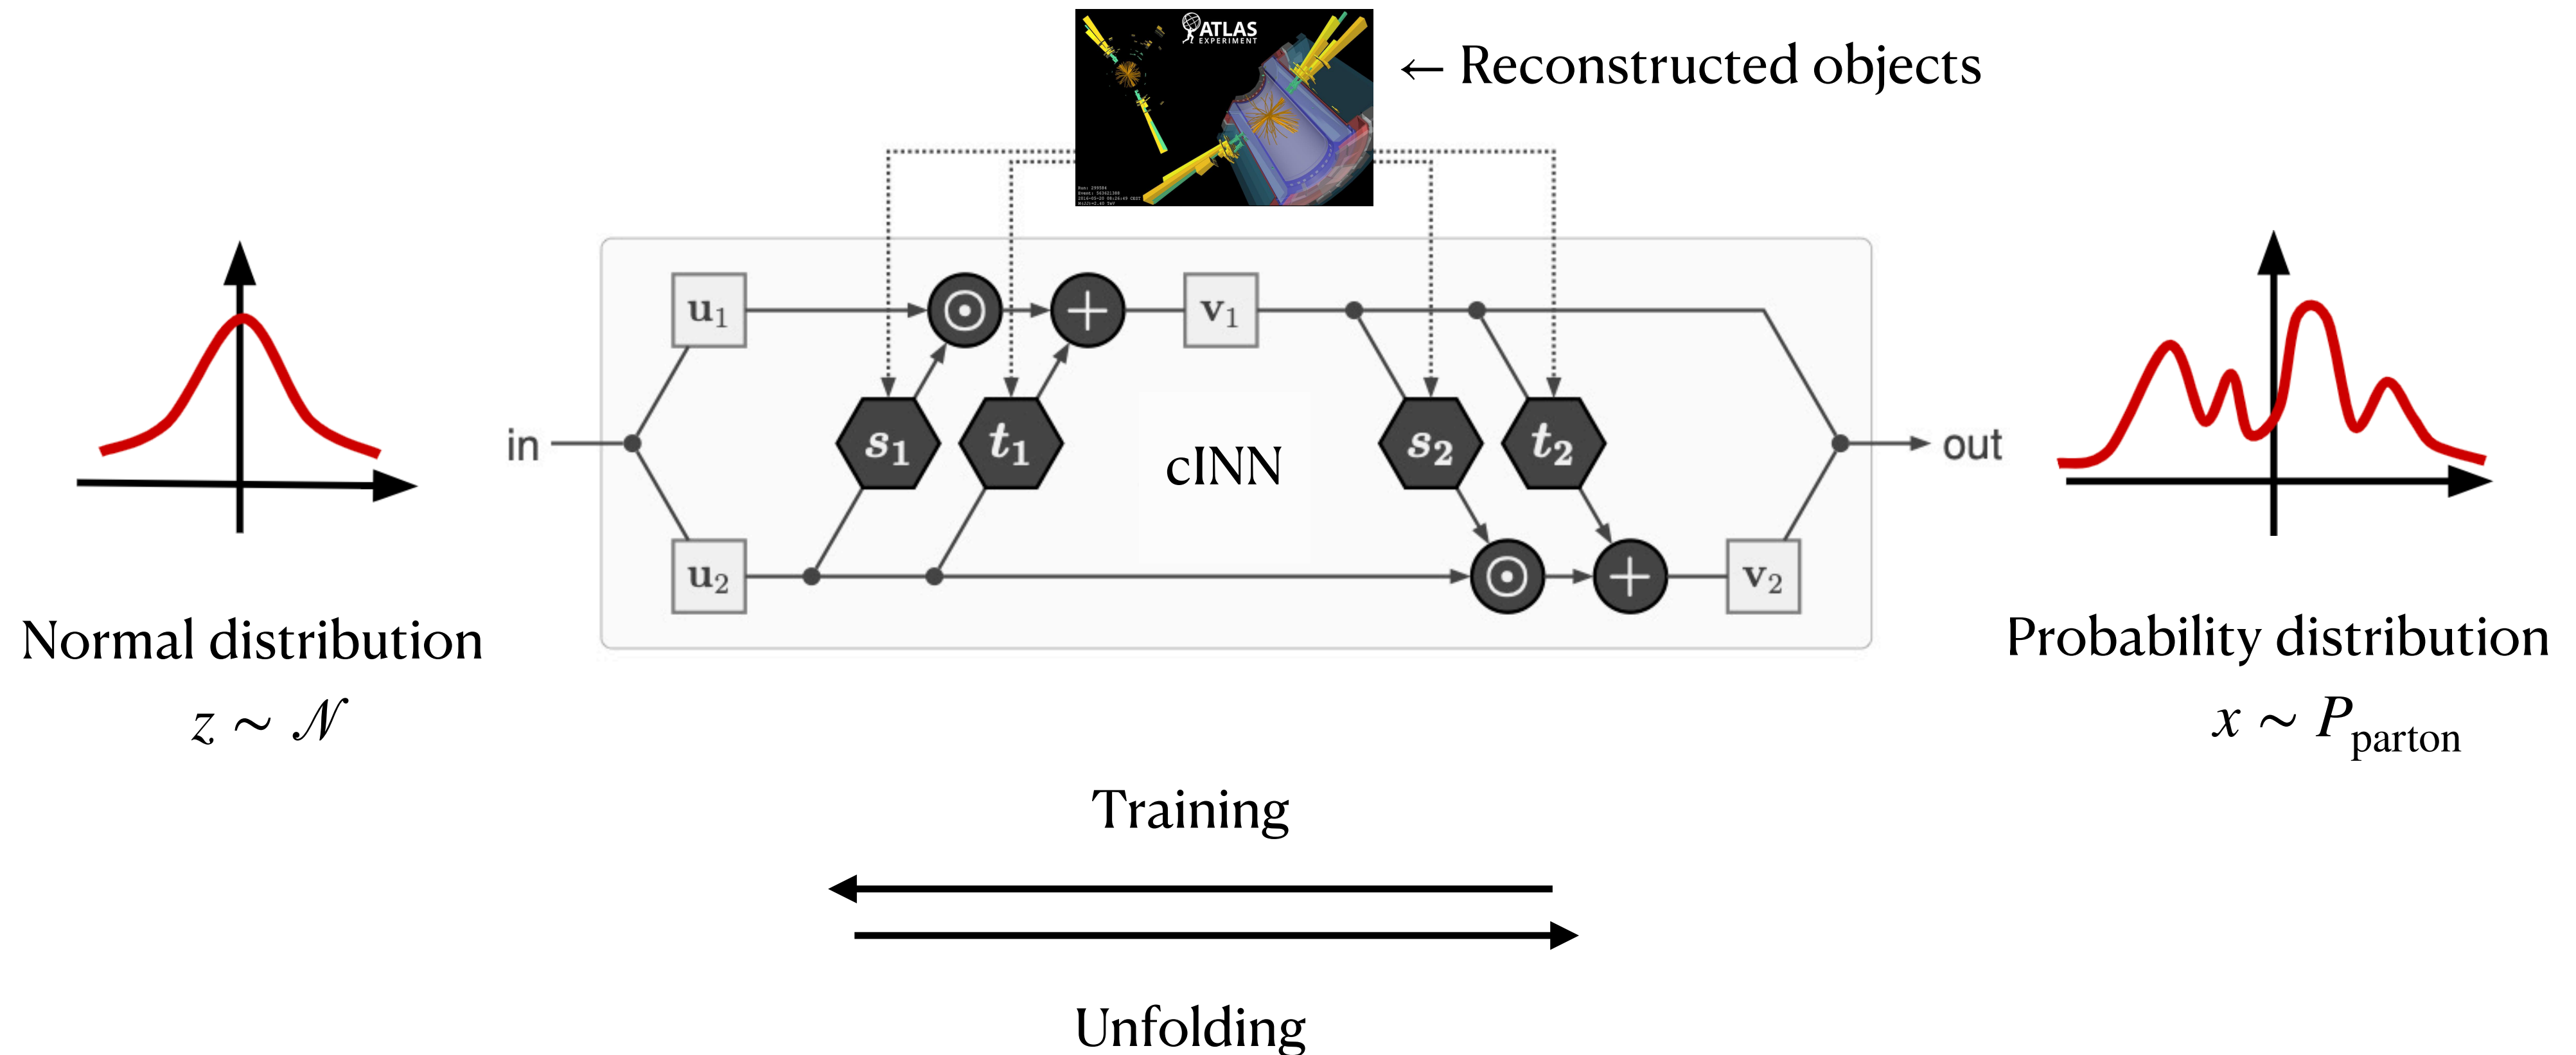 ATLAS
EXPERIMENT
← Reconstructed objects
u₁
v₁
in
s₁
t₁
cINN
s₂
t₂
out
u₂
v₂
Normal distribution
z ~ 𝒩
Probability distribution
x ~ P_parton
Training
Unfolding